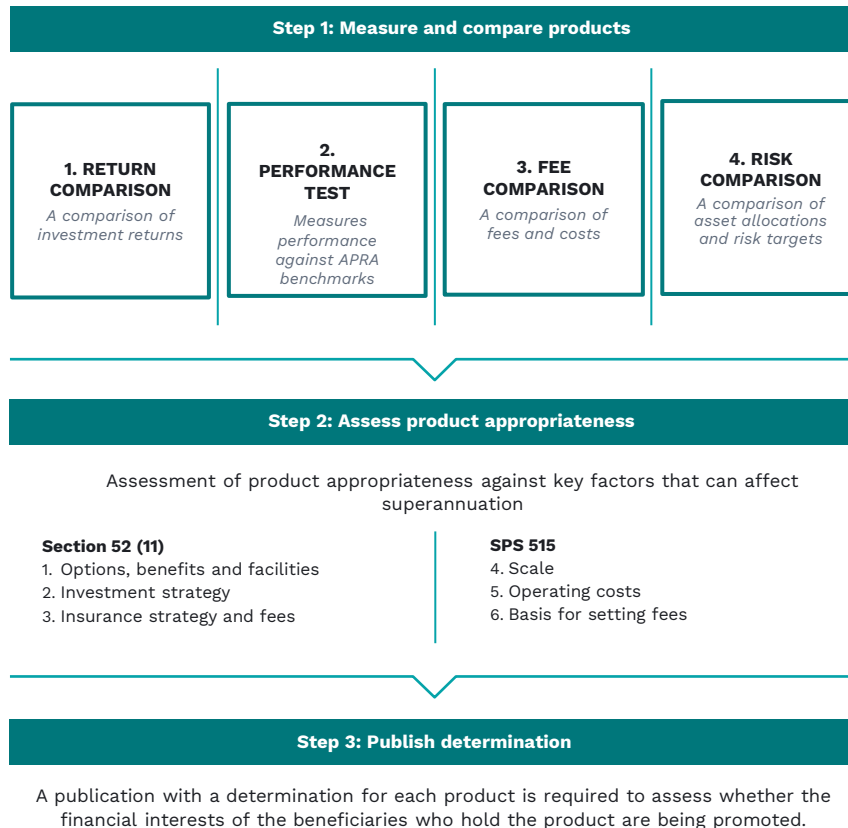 Step 1: Measure and compare products
1. RETURN
COMPARISON
A comparison of
investment returns
2.
PERFORMANCE
TEST
Measures
performance
against APRA
benchmarks
3. FEE
COMPARISON
A comparison of
fees and costs
4. RISK
COMPARISON
A comparison of
asset allocations
and risk targets
Step 2: Assess product appropriateness
Assessment of product appropriateness against key factors that can affect
superannuation
Section 52 (11)
1. Options, benefits and facilities
2. Investment strategy
3. Insurance strategy and fees
SPS 515
4. Scale
5. Operating costs
6. Basis for setting fees
Step 3: Publish determination
A publication with a determination for each product is required to assess whether the
financial interests of the beneficiaries who hold the product are being promoted.